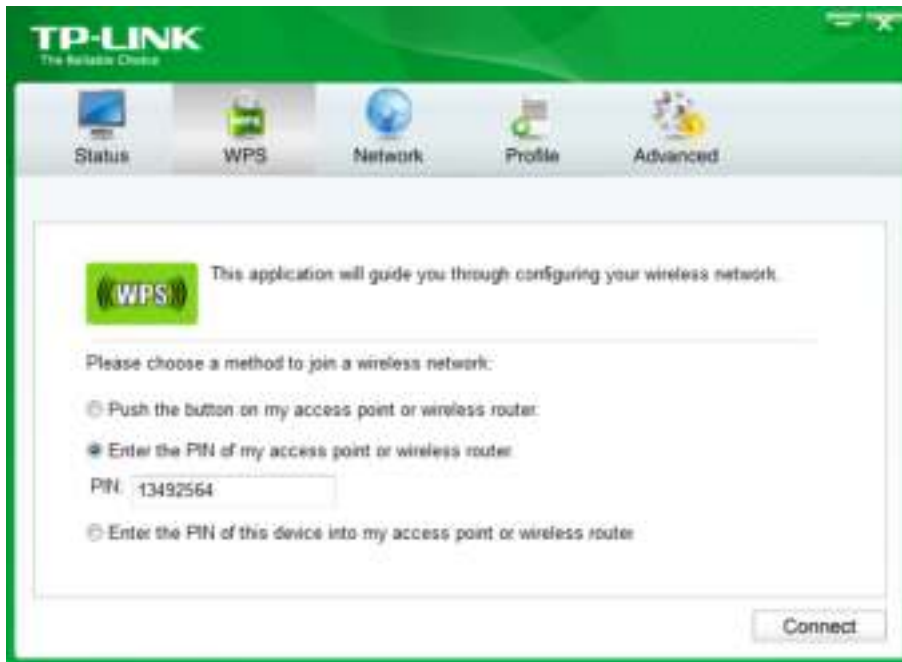 TP-LINK
The Reliable Choice
Status
WPS
Network
Profile
Advanced
WPS
This application will guide you through configuring your wireless network.
Please choose a method to join a wireless network:
Push the button on my access point or wireless router.
Enter the PIN of my access point or wireless router.
PIN: 13492564
Enter the PIN of this device into my access point or wireless router
Connect